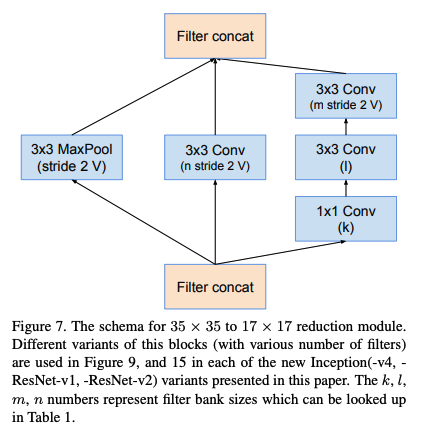 Filter concat
3x3 Conv
(m stride 2 V)
3x3 MaxPool
(stride 2 V)
3x3 Conv
(n stride 2 V)
3x3 Conv
(l)
1x1 Conv
(k)
Filter concat
Figure 7. The schema for 35 × 35 to 17 × 17 reduction module.
Different variants of this blocks (with various number of filters)
are used in Figure 9, and 15 in each of the new Inception(-v4, -
ResNet-v1, -ResNet-v2) variants presented in this paper. The k, l,
m, n numbers represent filter bank sizes which can be looked up
in Table 1.